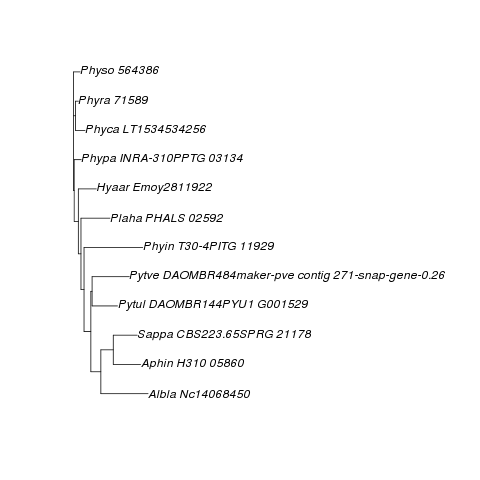 Physo 564386
Phyra 71589
Phyca LT1534534256
Phypa INRA-310PPTG 03134
Hyaar Emoy2811922
Plaha PHALS 02592
Phyin T30-4PITG 11929
Pytve DAOMBR484maker-pve contig 271-snap-gene-0.26
Pytul DAOMBR144PYU1 G001529
Sappa CBS223.65SPRG 21178
Aphin H310 05860
Albla Nc14068450